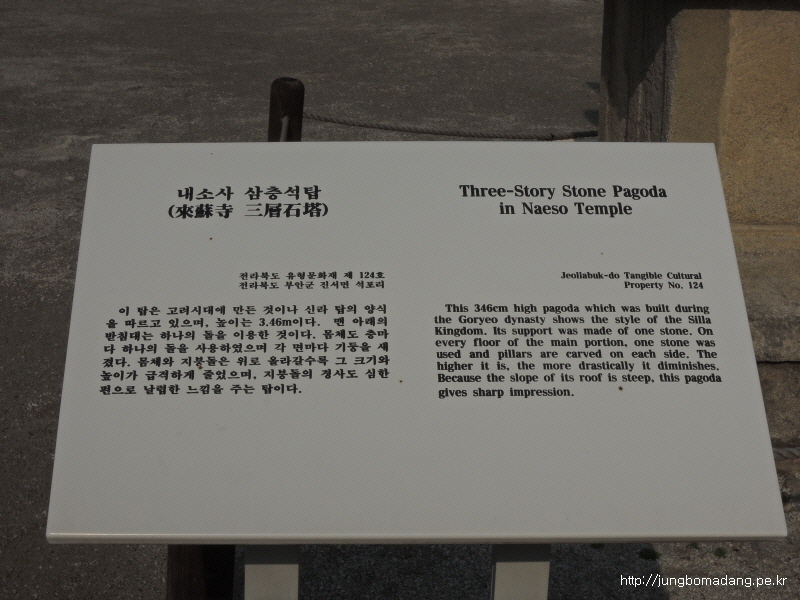 내소사 삼층석탑
(來蘇寺 三層石塔)
전라북도 유형문화재 제 124호
전라북도 부안군 진서면 석포리
이 탑은 고려시대에 만든 것이나 신라 탑의 양식
을 따르고 있으며, 높이는 3.46m이다. 맨 아래의
받침대는 하나의 돌을 이용한 것이다. 몸체도 층마
다 하나의 돌을 사용하였으며 각 면마다 기둥을 새
겼다. 몸체와 지붕돌은 위로 올라갈수록 그 크기와
높이가 급격하게 줄었으며, 지붕돌의 경사도 심한
편으로 날렵한 느낌을 주는 탑이다.
Three-Story Stone Pagoda
in Naeso Temple
Jeollabuk-do Tangible Cultural
Property No. 124
This 346cm high pagoda which was built during
the Goryeo dynasty shows the style of the Silla
Kingdom. Its support was made of one stone. On
every floor of the main portion, one stone was
used and pillars are carved on each side. The
higher it is, the more drastically it diminishes.
Because the slope of its roof is steep, this pagoda
gives sharp impression.
http://jungbomadang.pe.kr